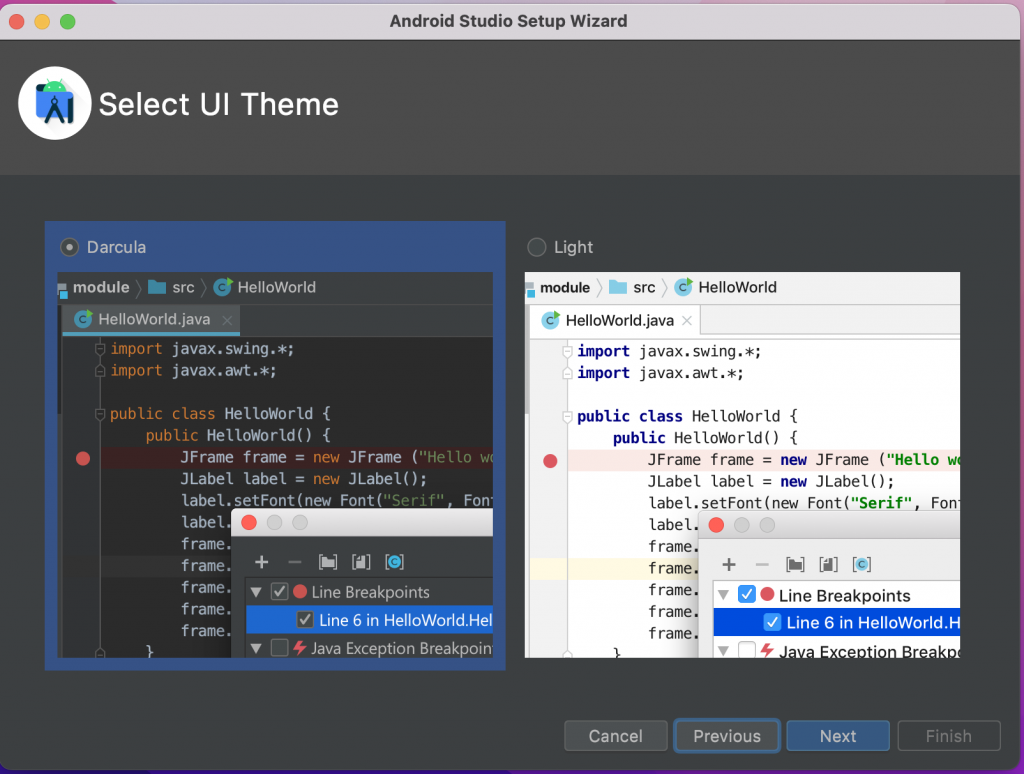 Android Studio Setup Wizard
Select UI Theme
Darcula
module src HelloWorld
HelloWorld.java
import javax.swing.*;
import javax.awt.*;
public class HelloWorld {
public HelloWorld() {
JFrame frame = new JFrame ("Hello wo
JLabel label = new JLabel();
label.setFont(new Font("Serif", Font
label.
frame.
frame.
frame.
frame.
frame.
}
Line Breakpoints
Line 6 in HelloWorld.Hel
Java Exception Breakpoin
Light
module src HelloWorld
HelloWorld.java
import javax.swing.*;
import javax.awt.*;
public class HelloWorld {
public HelloWorld() {
JFrame frame = new JFrame ("Hello wo
JLabel label = new JLabel();
label.setFont(new Font("Serif", Font
label.
frame.
frame.
frame.
frame.
frame.
}
Line Breakpoints
Line 6 in HelloWorld.H
Java Exception Breakpo
Cancel Previous Next Finish